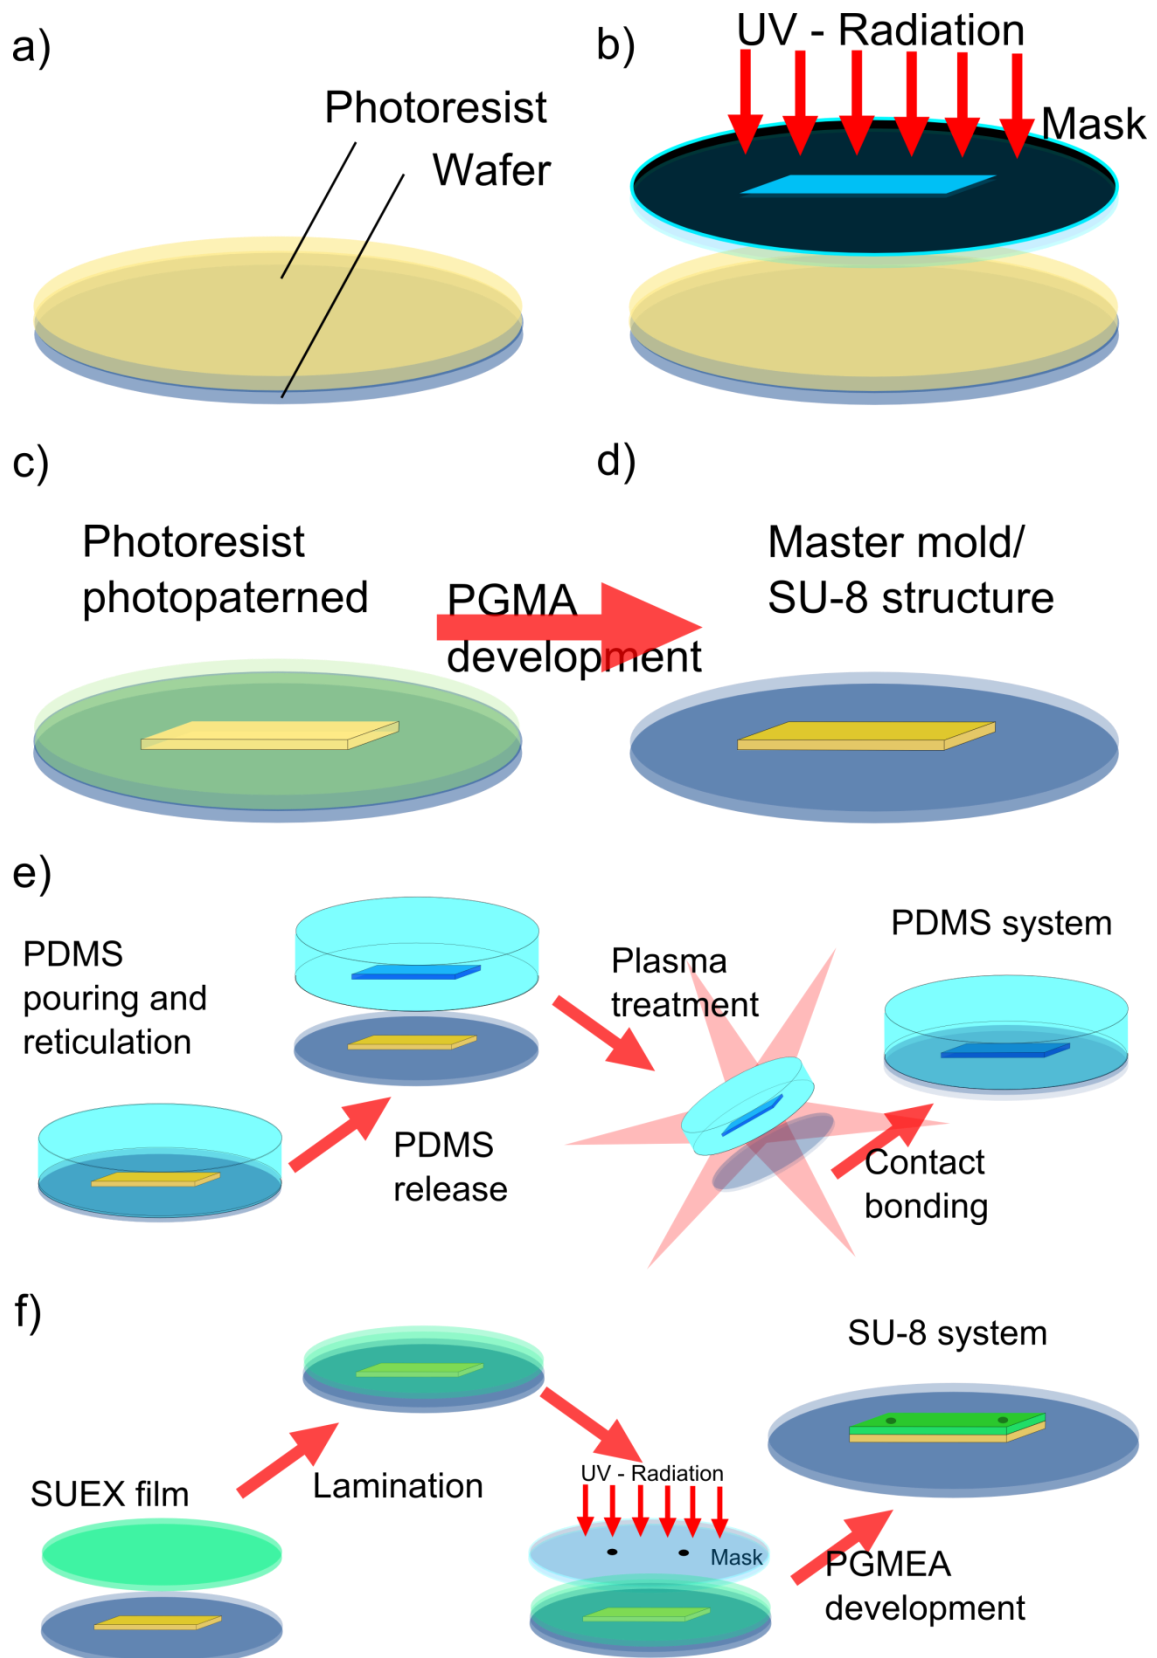 a)
Photoresist
Wafer
b)
UV - Radiation
Mask
c)
Photoresist
photopaterned
PGMA
development
d)
Master mold/
SU-8 structure
e)
PDMS
pouring and
reticulation
PDMS
release
Plasma
treatment
Contact
bonding
PDMS system
f)
SUEX film
Lamination
UV - Radiation
Mask
PGMEA
development
SU-8 system